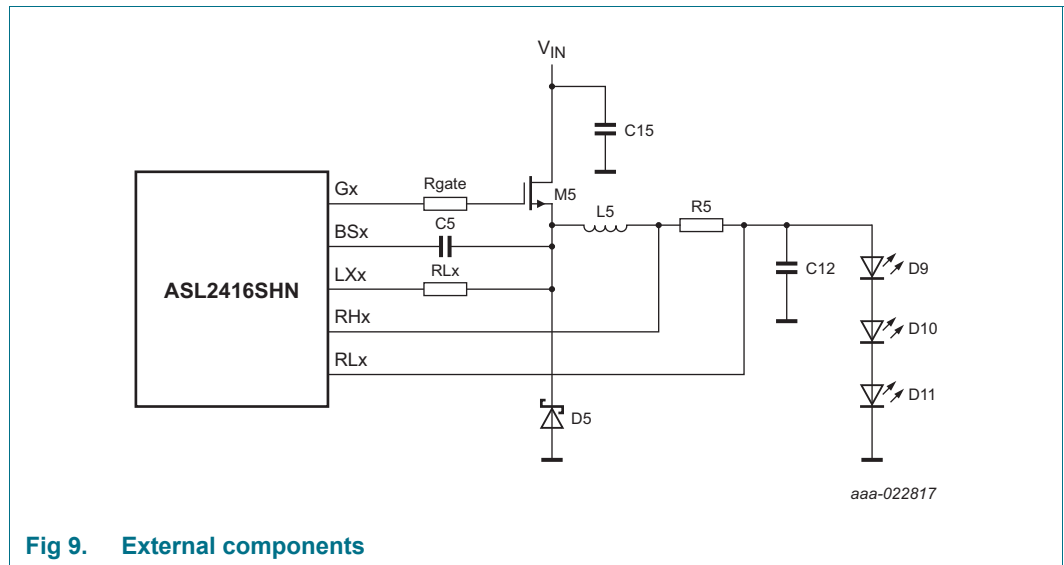 VIN
C15
Gx
Rgate
M5
BSx
C5
L5
R5
LXx
RLx
C12
D9
ASL2416SHN
RHx
D10
RLx
D11
D5
aaa-022817
Fig 9. External components